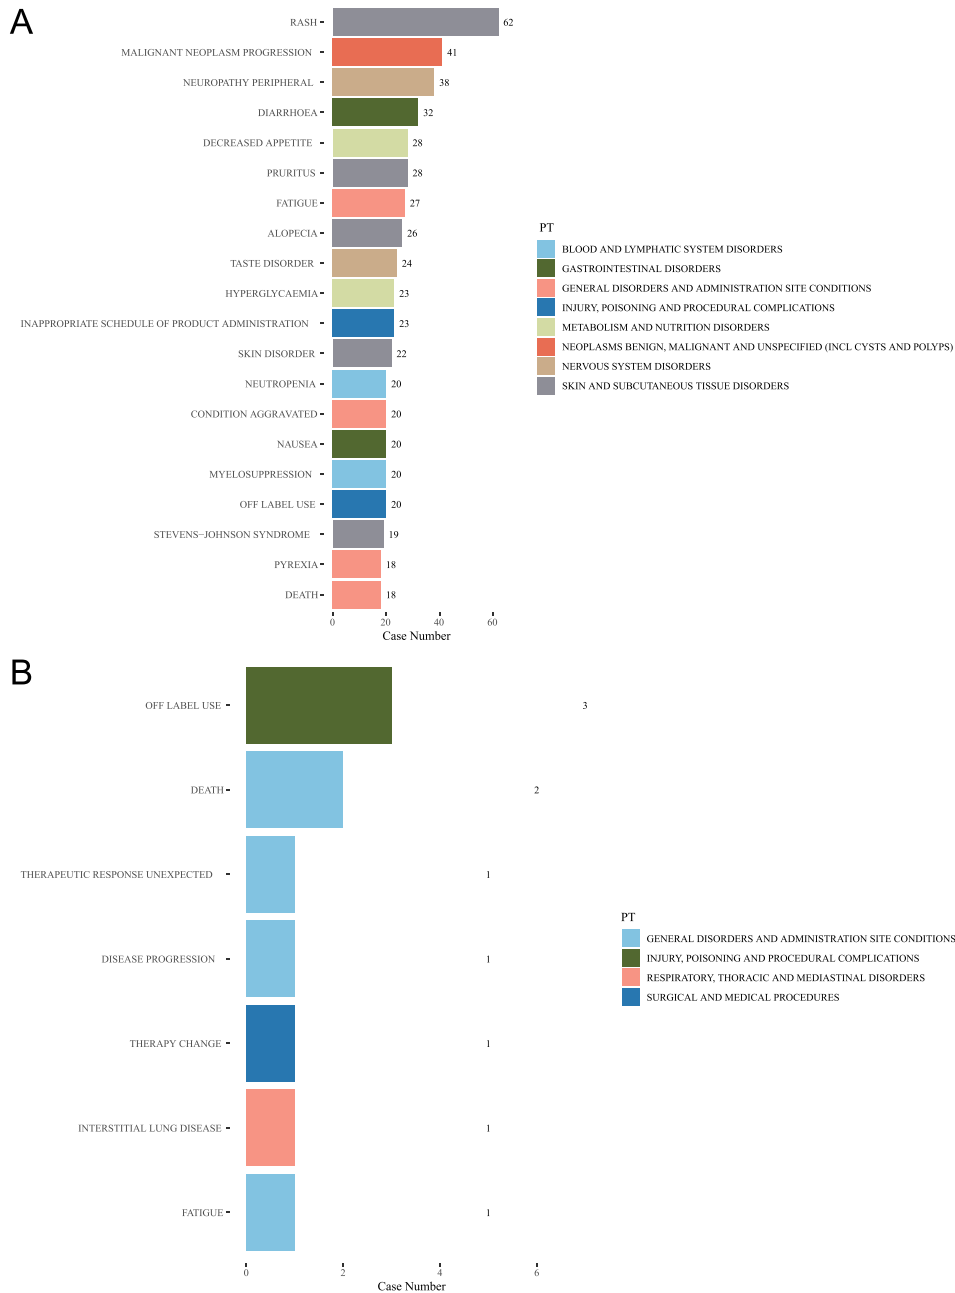 A
RASH 62
MALIGNANT NEOPLASM PROGRESSION 41
NEUROPATHY PERIPHERAL 38
DIARRHOEA 32
DECREASED APPETITE 28
PRURITUS 28
FATIGUE 27
ALOPECIA 26
TASTE DISORDER 24
HYPERGLYCAEMIA 23
INAPPROPRIATE SCHEDULE OF PRODUCT ADMINISTRATION 23
SKIN DISORDER 22
NEUTROPENIA 20
CONDITION AGGRAVATED 20
NAUSEA 20
MYELOSUPPRESSION 20
OFF LABEL USE 20
STEVENS−JOHNSON SYNDROME 19
PYREXIA 18
DEATH 18
0 20 40 60
Case Number
PT
BLOOD AND LYMPHATIC SYSTEM DISORDERS
GASTROINTESTINAL DISORDERS
GENERAL DISORDERS AND ADMINISTRATION SITE CONDITIONS
INJURY, POISONING AND PROCEDURAL COMPLICATIONS
METABOLISM AND NUTRITION DISORDERS
NEOPLASMS BENIGN, MALIGNANT AND UNSPECIFIED (INCL CYSTS AND POLYPS)
NERVOUS SYSTEM DISORDERS
SKIN AND SUBCUTANEOUS TISSUE DISORDERS
B
OFF LABEL USE 3
DEATH 2
THERAPEUTIC RESPONSE UNEXPECTED 1
DISEASE PROGRESSION 1
THERAPY CHANGE 1
INTERSTITIAL LUNG DISEASE 1
FATIGUE 1
0 2 4 6
Case Number
PT
GENERAL DISORDERS AND ADMINISTRATION SITE CONDITIONS
INJURY, POISONING AND PROCEDURAL COMPLICATIONS
RESPIRATORY, THORACIC AND MEDIASTINAL DISORDERS
SURGICAL AND MEDICAL PROCEDURES